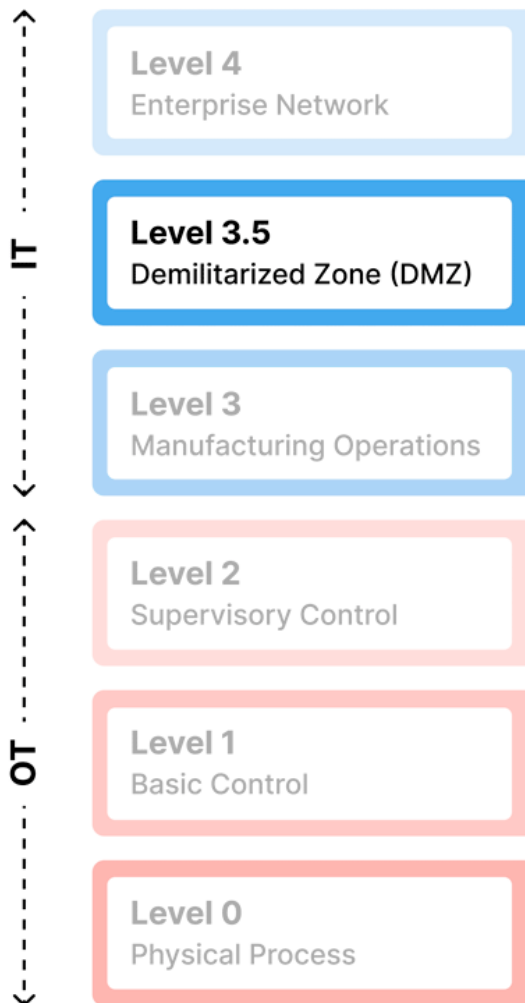 IT
Level 4
Enterprise Network
Level 3.5
Demilitarized Zone (DMZ)
Level 3
Manufacturing Operations
OT
Level 2
Supervisory Control
Level 1
Basic Control
Level 0
Physical Process